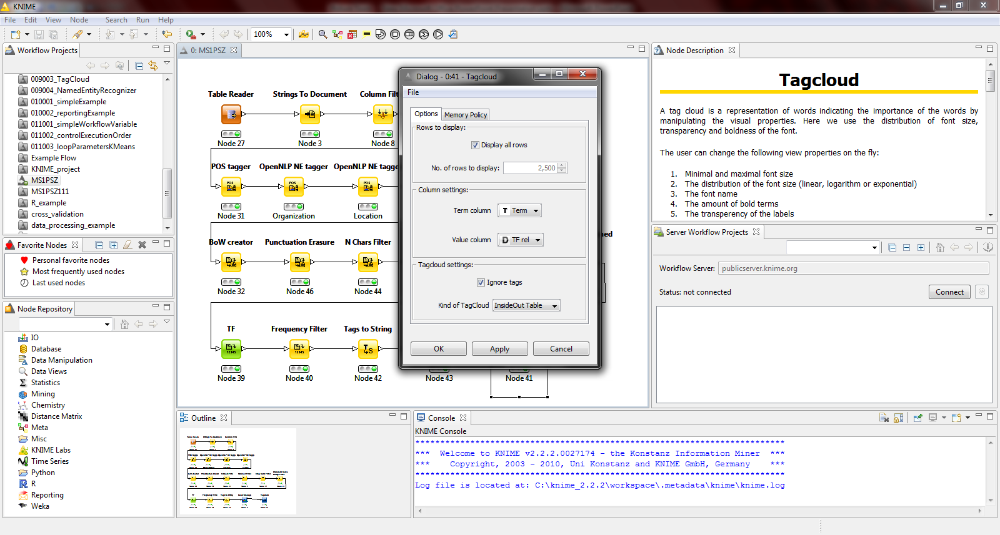 KNIME
File Edit View Node Search Run Help
100%
Workflow Projects
009003_TagCloud
009004_NamedEntityRecognizer
010001_simpleExample
010002_reportingExample
011001_simpleWorkflowVariable
011002_controlExecutionOrder
011003_loopParametersKMeans
Example Flow
KNIME_project
MS1PSZ
MS1PSZ111
R_example
cross_validation
data_processing_example
Favorite Nodes
Personal favorite nodes
Most frequently used nodes
Last used nodes
Node Repository
IO
Database
Data Manipulation
Data Views
Statistics
Mining
Chemistry
Distance Matrix
Meta
Misc
KNIME Labs
Time Series
Python
R
Reporting
Weka
0: MS1PSZ
Table Reader Strings To Document Column Filt
Node 27 Node 3 Node 8
POS tagger OpenNLP NE tagger OpenNLP NE tagge
Node 31 Organization Location
BoW creator Punctuation Erasure N Chars Filter
ned
Node 32 Node 46 Node 44
TF Frequency Filter Tags to String
Node 39 Node 40 Node 42 Node 43 Node 41
Dialog - 0:41 - Tagcloud
File
Options Memory Policy
Rows to display:
Display all rows
No. of rows to display: 2,500
Column settings:
Term column T Term
Value column D TF rel
Tagcloud settings:
Ignore tags
Kind of TagCloud InsideOut Table
OK Apply Cancel
Node Description
Tagcloud
A tag cloud is a representation of words indicating the importance of the words by
manipulating the visual properties. Here we use the distribution of font size,
transparency and boldness of the font.
The user can change the following view properties on the fly:
1. Minimal and maximal font size
2. The distribution of the font size (linear, logarithm or exponential)
3. The font name
4. The amount of bold terms
5. The transperency of the labels
Server Workflow Projects
Workflow Server: publicserver.knime.org
Status: not connected Connect
Outline
Console
KNIME Console
***************************************************************************
*** Welcome to KNIME v2.2.2.0027174 - the Konstanz Information Miner ***
*** Copyright, 2003 - 2010, Uni Konstanz and KNIME GmbH, Germany ***
***************************************************************************
Log file is located at: C:\knime_2.2.2\workspace\.metadata\knime\knime.log